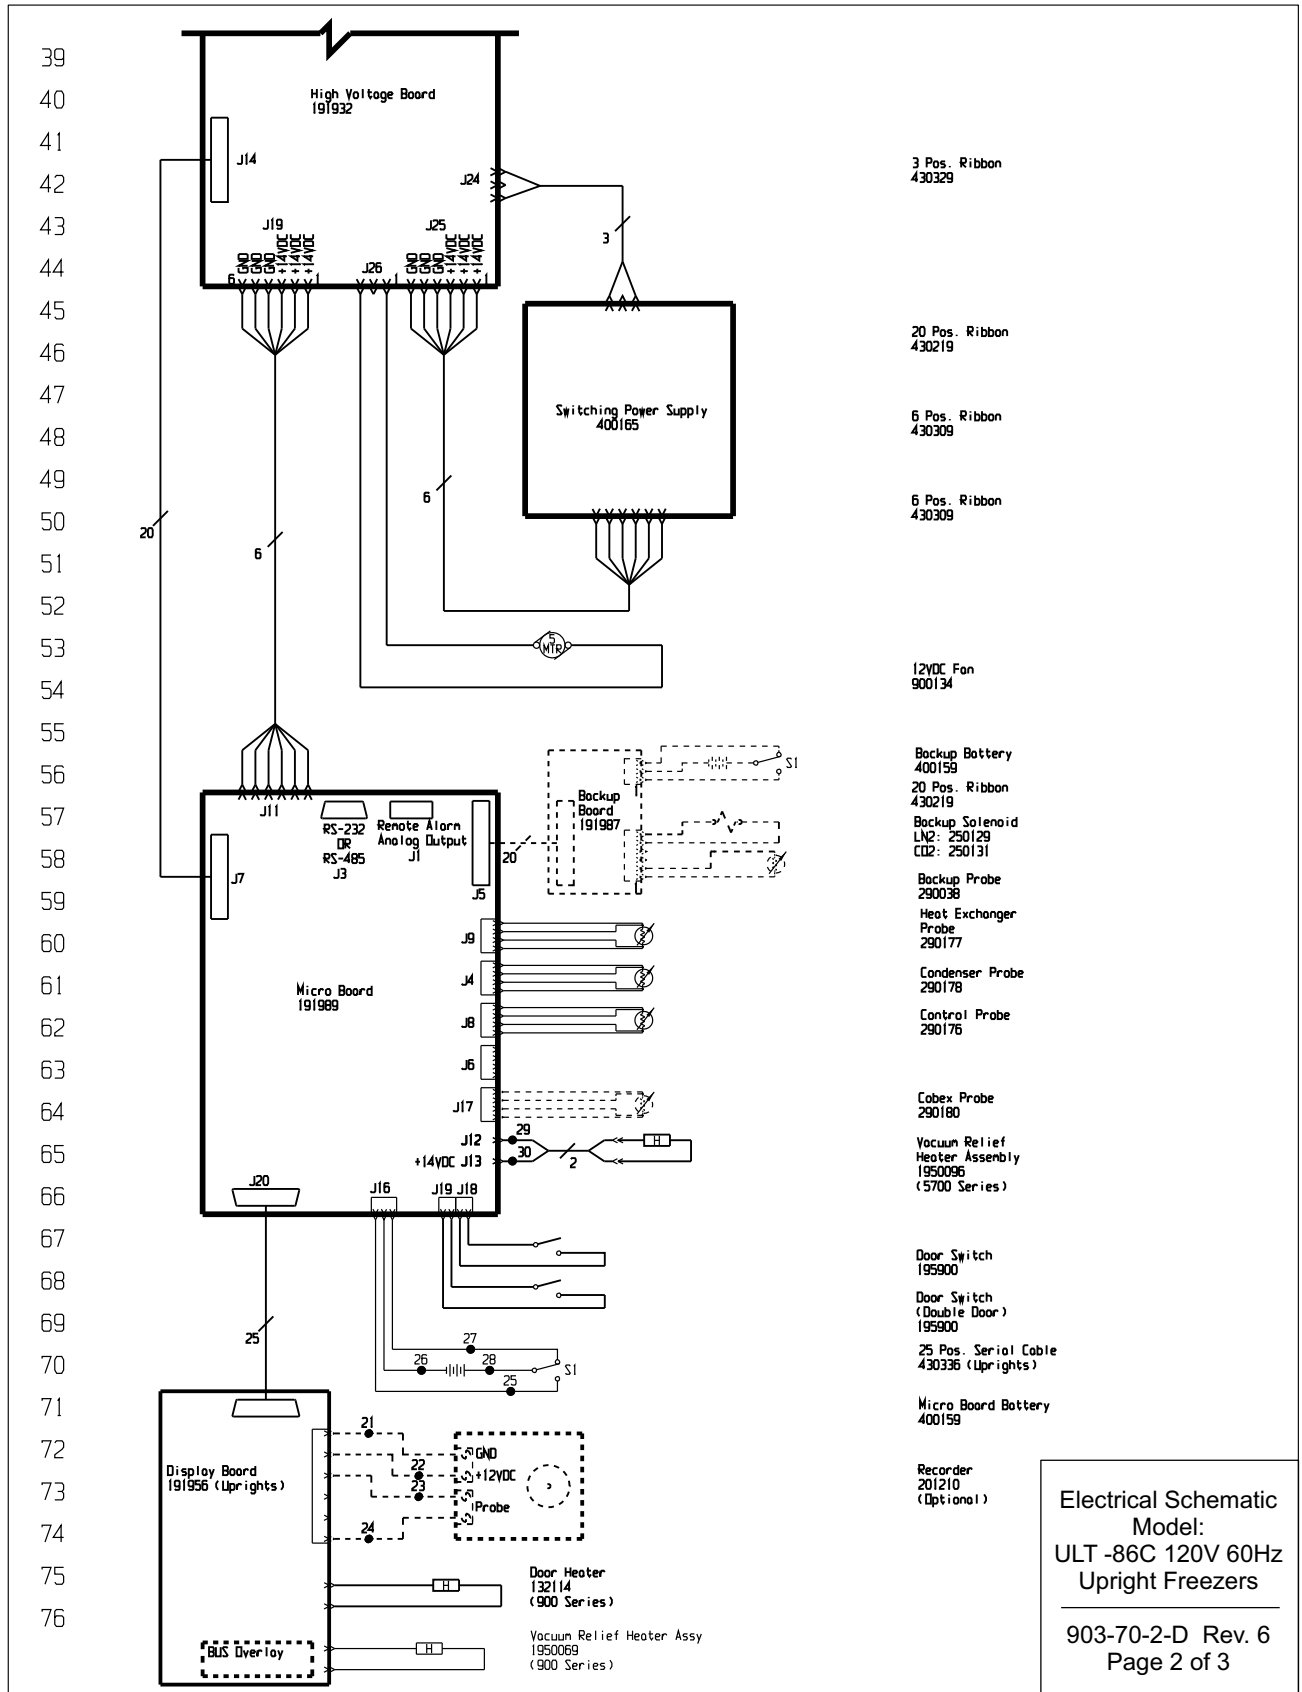 39
40
41
42
43
44
45
46
47
48
49
50
51
52
53
54
55
56
57
58
59
60
61
62
63
64
65
66
67
68
69
70
71
72
73
74
75
76
High Voltage Board
191932
J14
J24
J19
GND
GND
GND
+14VDC
+14VDC
+14VDC
6
1
J26
1
J25
GND
GND
GND
+14VDC
+14VDC
+14VDC
1
3
Switching Power Supply
400165
20
6
6
5
MTR
J11
RS-232
OR
RS-485
J3
Remote Alarm
Analog Output
J1
J7
J5
20
Backup
Board
191987
S1
J9
J4
Micro Board
191989
J8
J6
J17
J12
29
+14VDC J13
30
2
H
J20
J16
J19
J18
25
27
26
28
25
S1
21
22
23
24
Display Board
191956 (Uprights)
GND
+12VDC
Probe
H
Door Heater
132114
(900 Series)
BUS Overlay
H
Vacuum Relief Heater Assy
1950069
(900 Series)
3 Pos. Ribbon
430329
20 Pos. Ribbon
430219
6 Pos. Ribbon
430309
6 Pos. Ribbon
430309
12VDC Fan
900134
Backup Battery
400159
20 Pos. Ribbon
430219
Backup Solenoid
LN2: 250129
CO2: 250131
Backup Probe
290038
Heat Exchanger
Probe
290177
Condenser Probe
290178
Control Probe
290176
Cobex Probe
290180
Vacuum Relief
Heater Assembly
1950096
(5700 Series)
Door Switch
195900
Door Switch
(Double Door)
195900
25 Pos. Serial Cable
430336 (Uprights)
Micro Board Battery
400159
Recorder
201210
(Optional)
Electrical Schematic
Model:
ULT -86C 120V 60Hz
Upright Freezers
903-70-2-D Rev. 6
Page 2 of 3